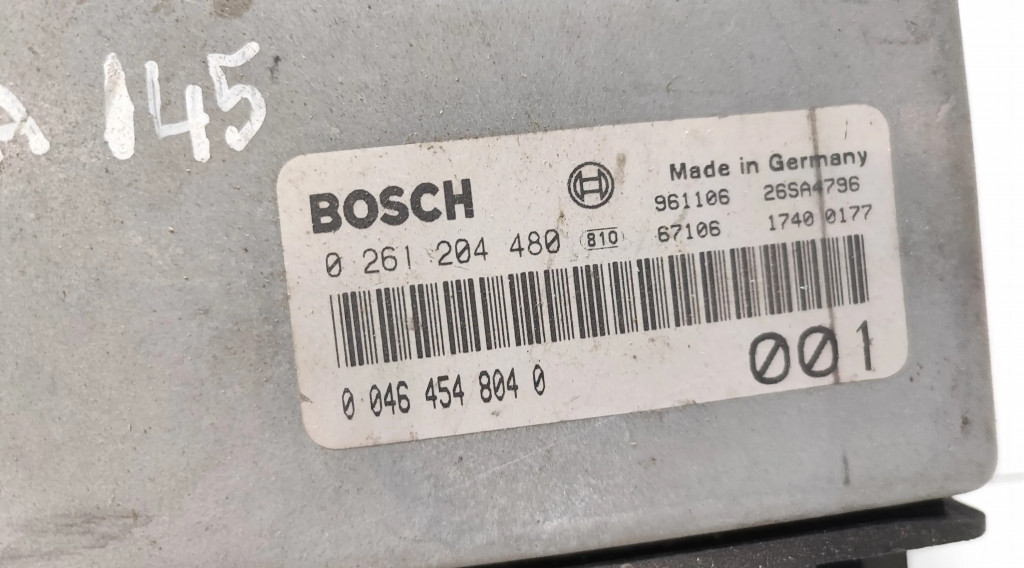 A 145
BOSCH
Made in Germany
961106 26SA4796
0 261 204 480 810 67106 1740 0177
0 046 454 804 0
001